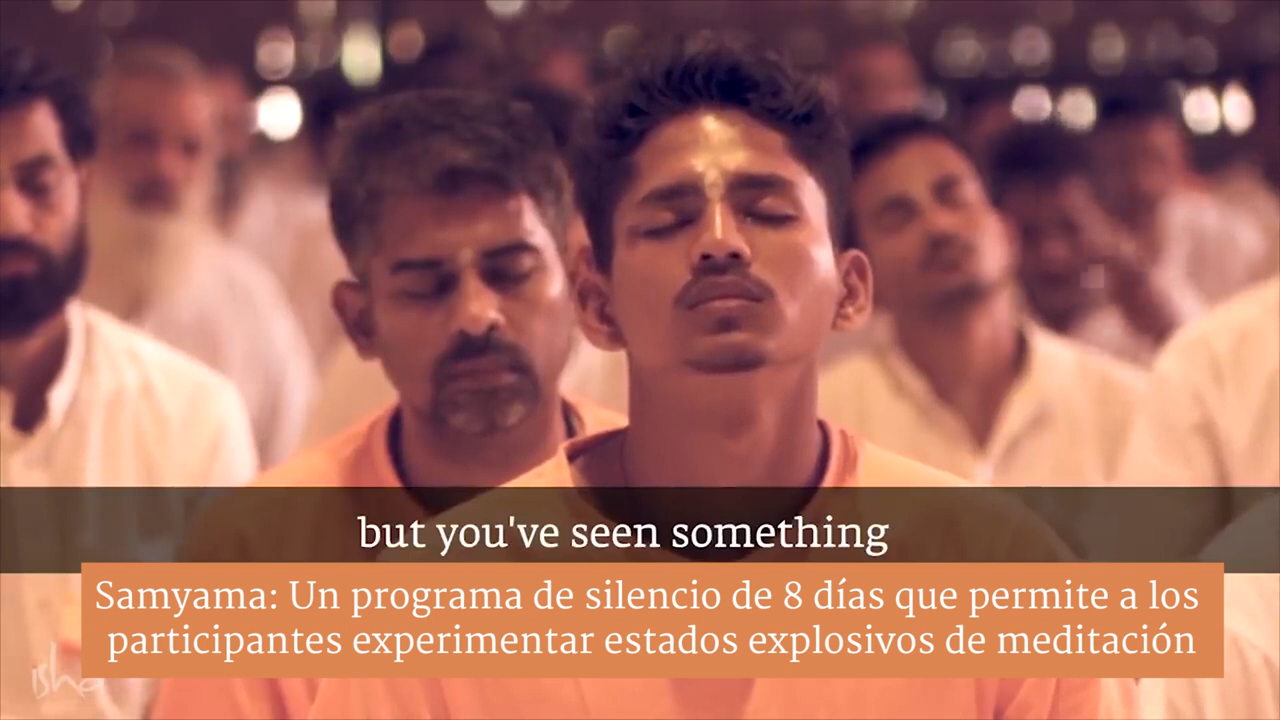 but you've seen something
Samyama: Un programa de silencio de 8 días que permite a los
participantes experimentar estados explosivos de meditación
isha